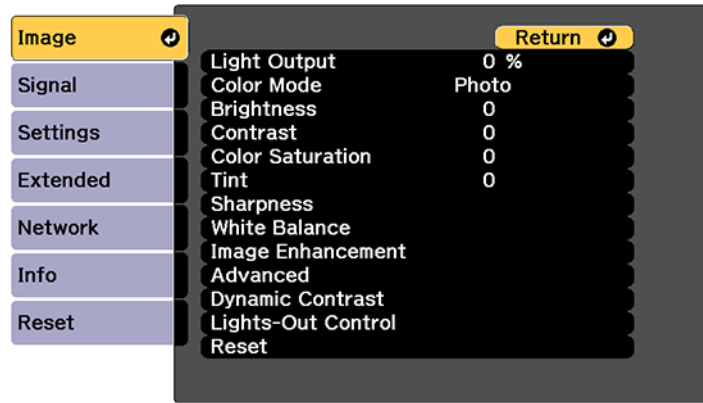 Image
Signal
Settings
Extended
Network
Info
Reset
Return
Light Output 0 %
Color Mode Photo
Brightness 0
Contrast 0
Color Saturation 0
Tint 0
Sharpness
White Balance
Image Enhancement
Advanced
Dynamic Contrast
Lights-Out Control
Reset